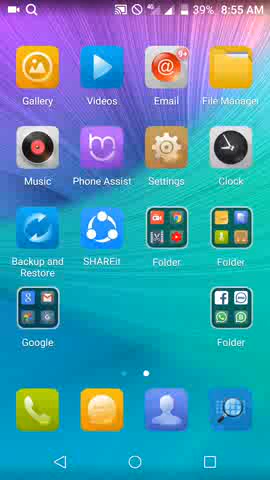 39% 8:55 AM
9+
Gallery Videos Email File Manager
Music Phone Assist Settings Clock
Backup and Restore SHAREit Folder Folder
Google Folder